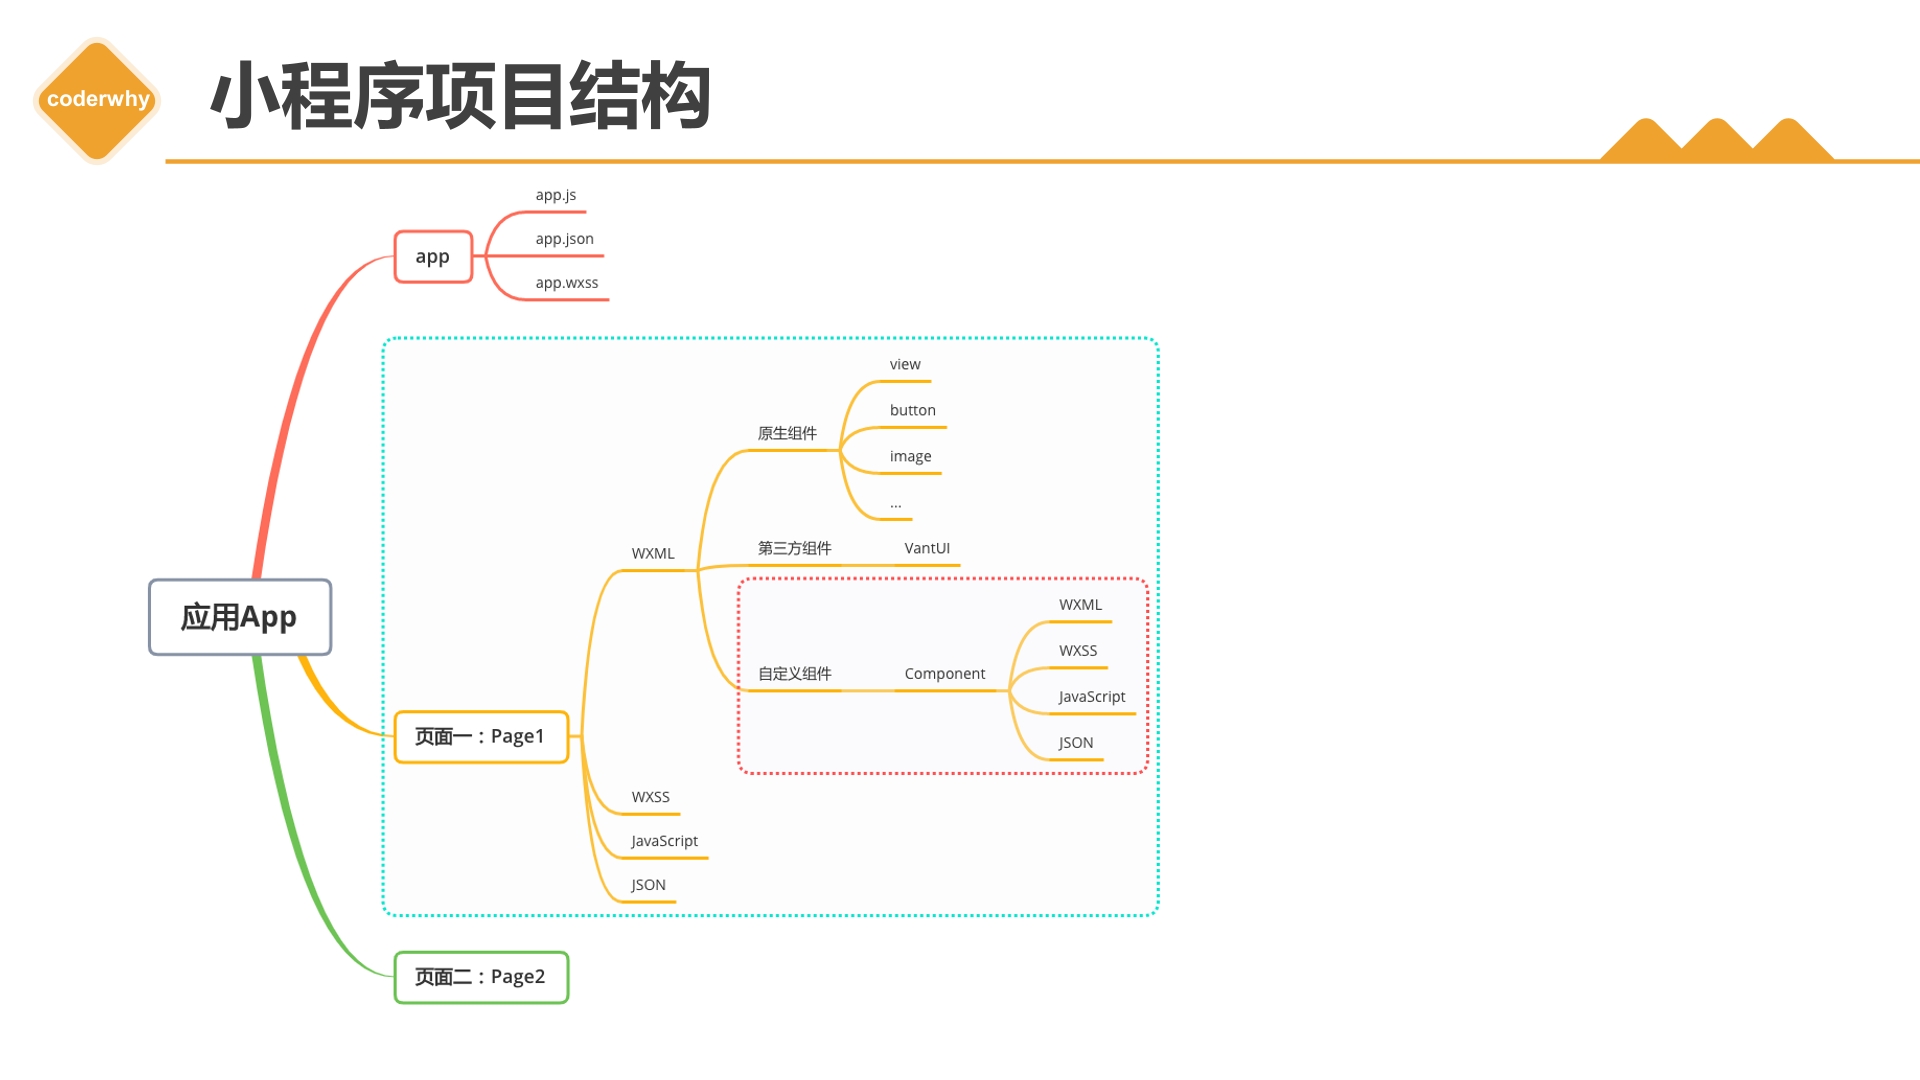 coderwhy
小程序项目结构
app.js
app.json
app.wxss
app
view
button
image
...
原生组件
第三方组件
VantUI
WXML
自定义组件
Component
WXML
WXSS
JavaScript
JSON
应用App
页面一：Page1
WXSS
JavaScript
JSON
页面二：Page2